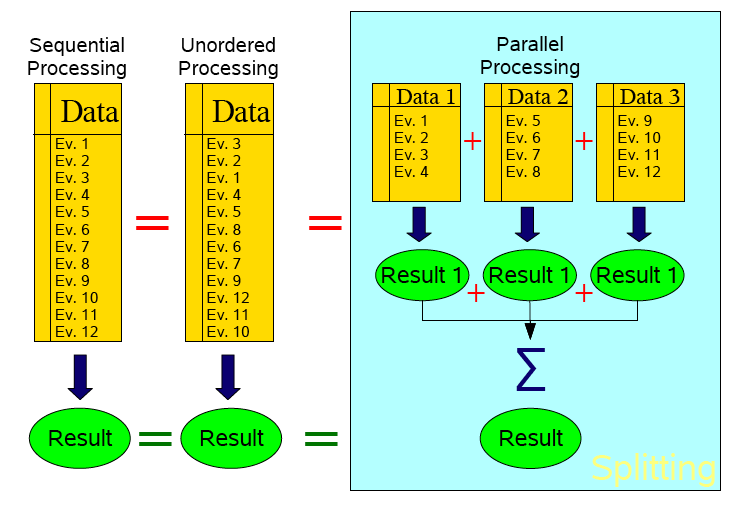 Sequential
Processing
Data
Ev. 1
Ev. 2
Ev. 3
Ev. 4
Ev. 5
Ev. 6
Ev. 7
Ev. 8
Ev. 9
Ev. 10
Ev. 11
Ev. 12
Result
=
=
Unordered
Processing
Data
Ev. 3
Ev. 2
Ev. 1
Ev. 4
Ev. 5
Ev. 8
Ev. 6
Ev. 7
Ev. 9
Ev. 12
Ev. 11
Ev. 10
Result
=
=
Parallel
Processing
Data 1
Ev. 1
Ev. 2
Ev. 3
Ev. 4
+
Data 2
Ev. 5
Ev. 6
Ev. 7
Ev. 8
+
Data 3
Ev. 9
Ev. 10
Ev. 11
Ev. 12
Result 1 + Result 1 + Result 1
∑
Result
Splitting